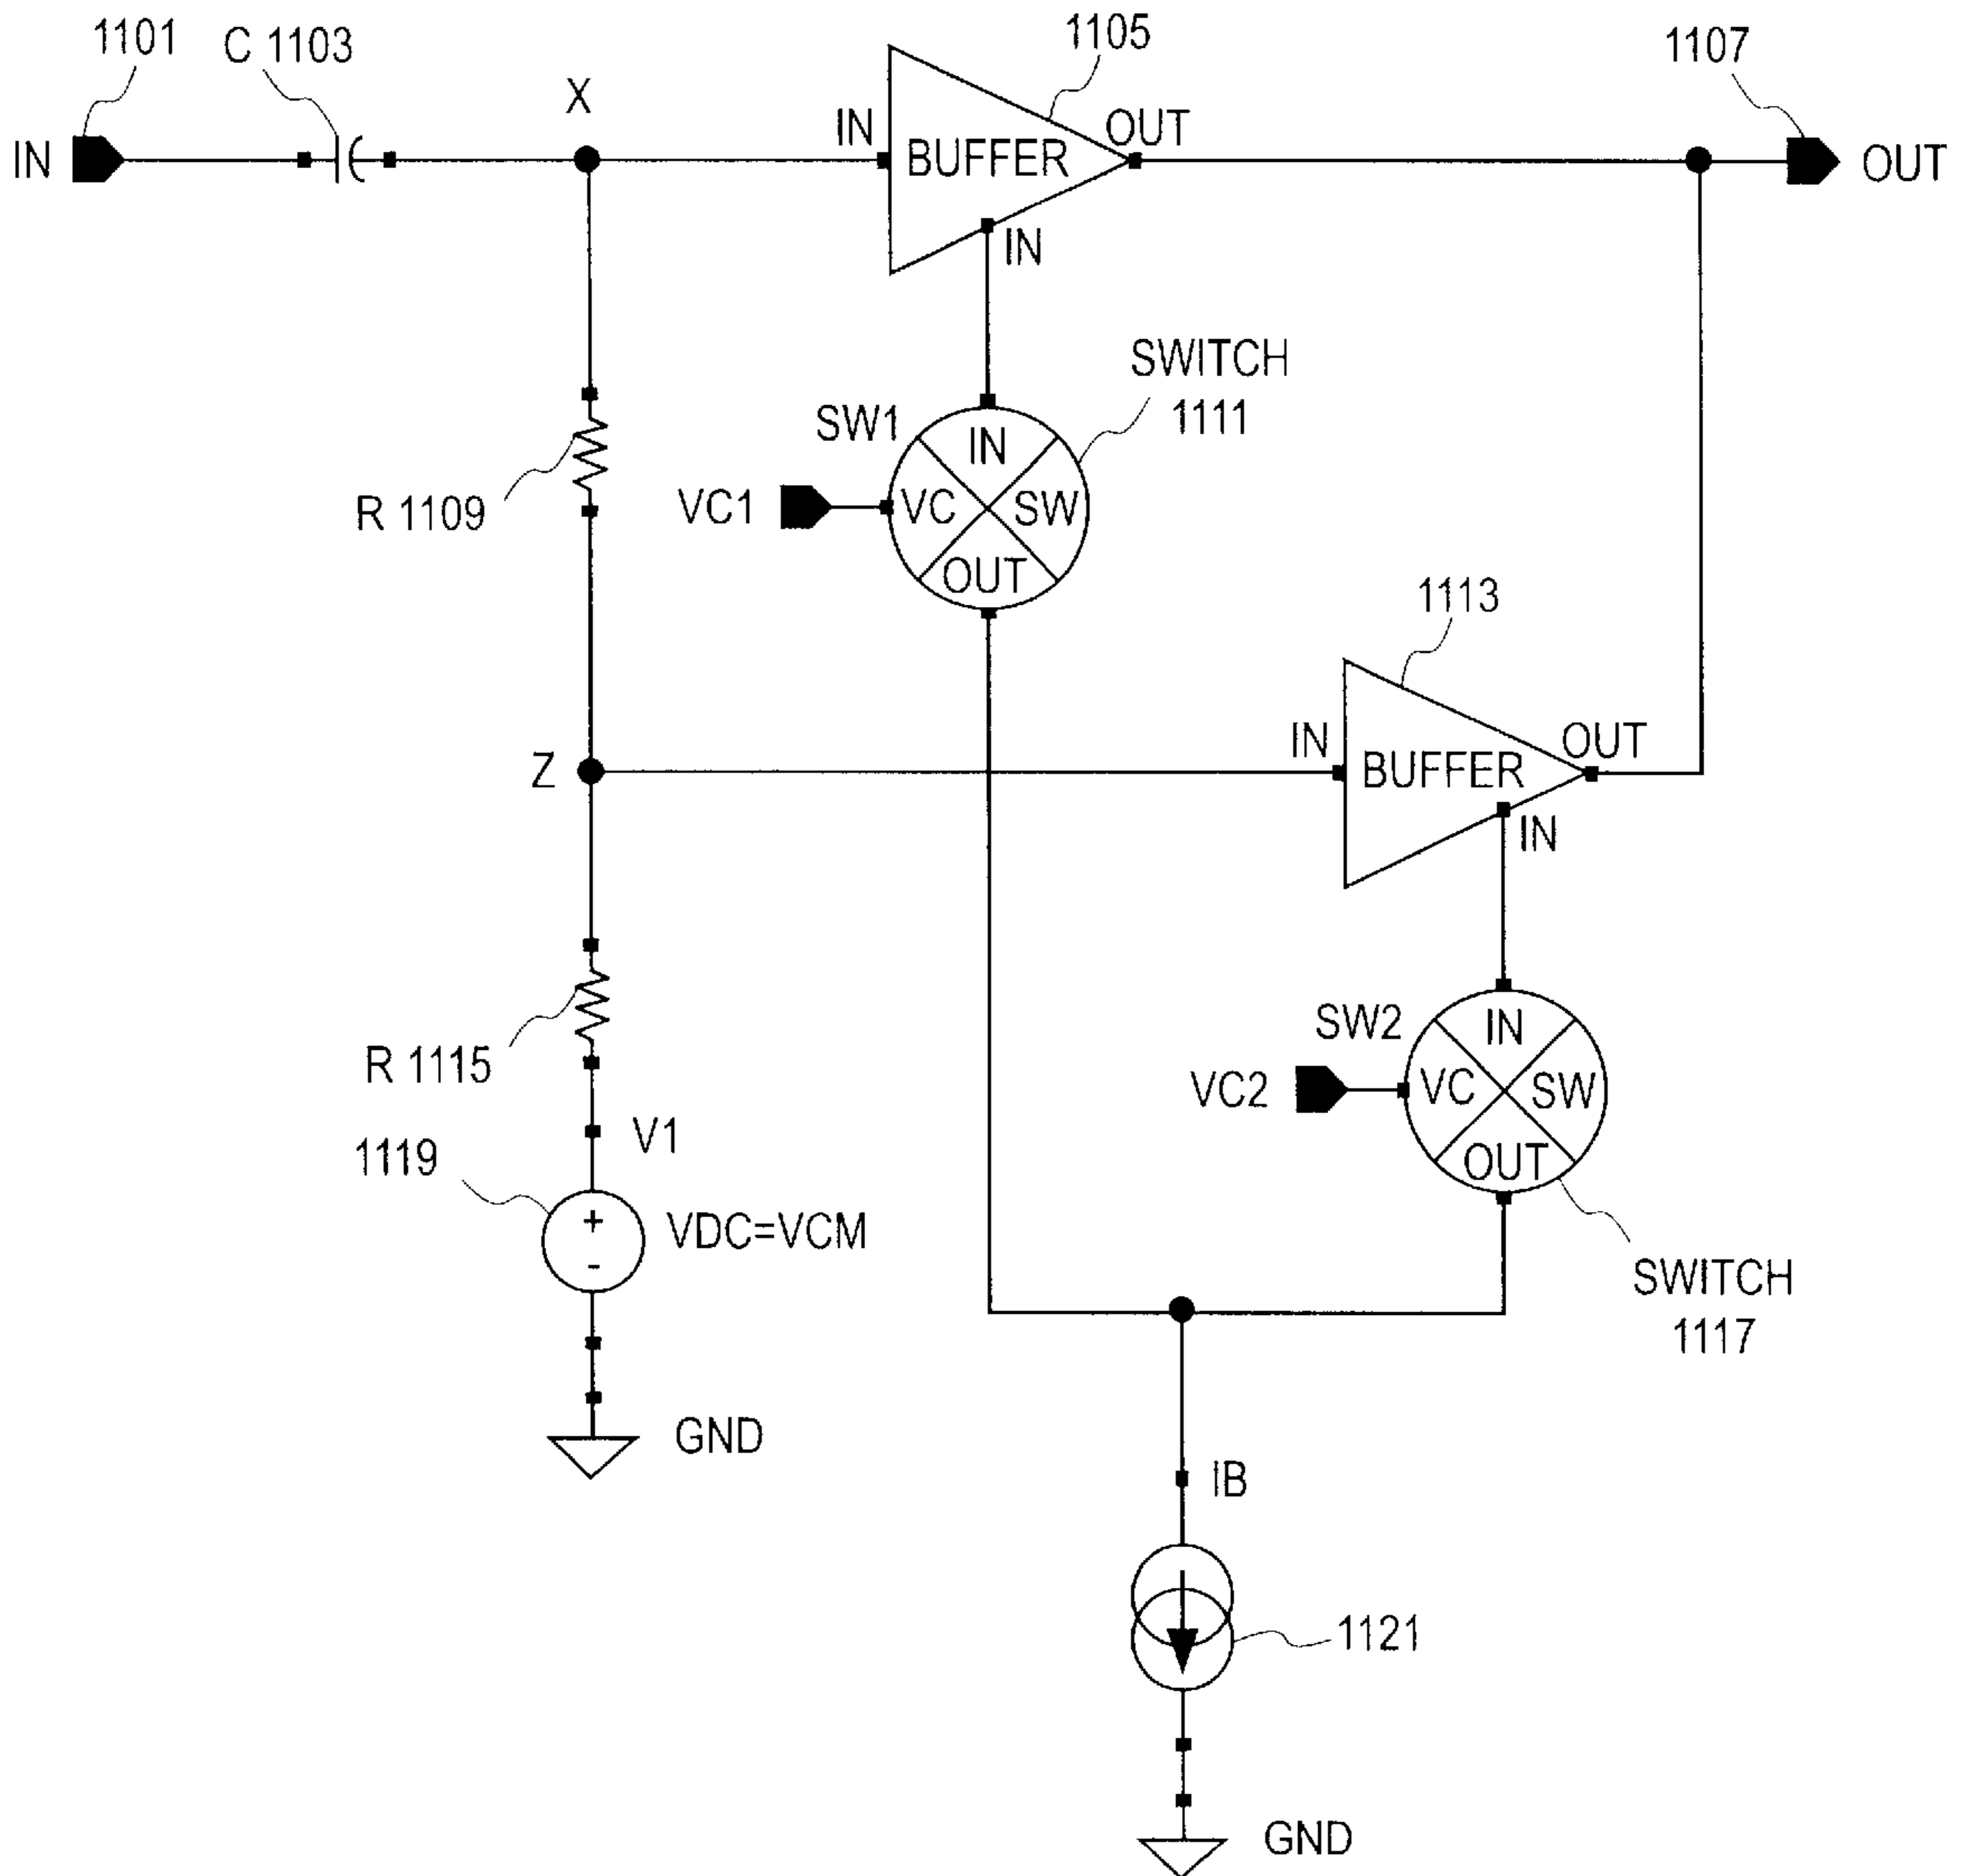 1101
C 1103
1105
1107
X
IN
IN
BUFFER
OUT
OUT
IN
SWITCH
1111
SW1
IN
VC1
VC
SW
OUT
R 1109
1113
Z
IN
BUFFER
OUT
IN
SW2
IN
VC2
VC
SW
OUT
R 1115
V1
1119
+
-
VDC=VCM
SWITCH
1117
GND
IB
1121
GND